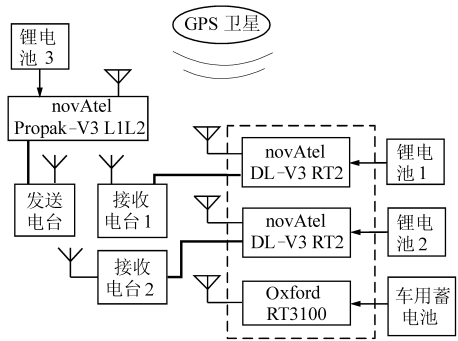 GPS 卫星
锂电
池 3
novAtel
Propak-V3 L1L2
发送
电台
接收
电台 1
接收
电台 2
novAtel
DL-V3 RT2
锂电
池1
novAtel
DL-V3 RT2
锂电
池 2
Oxford
RT3100
车用蓄
电池